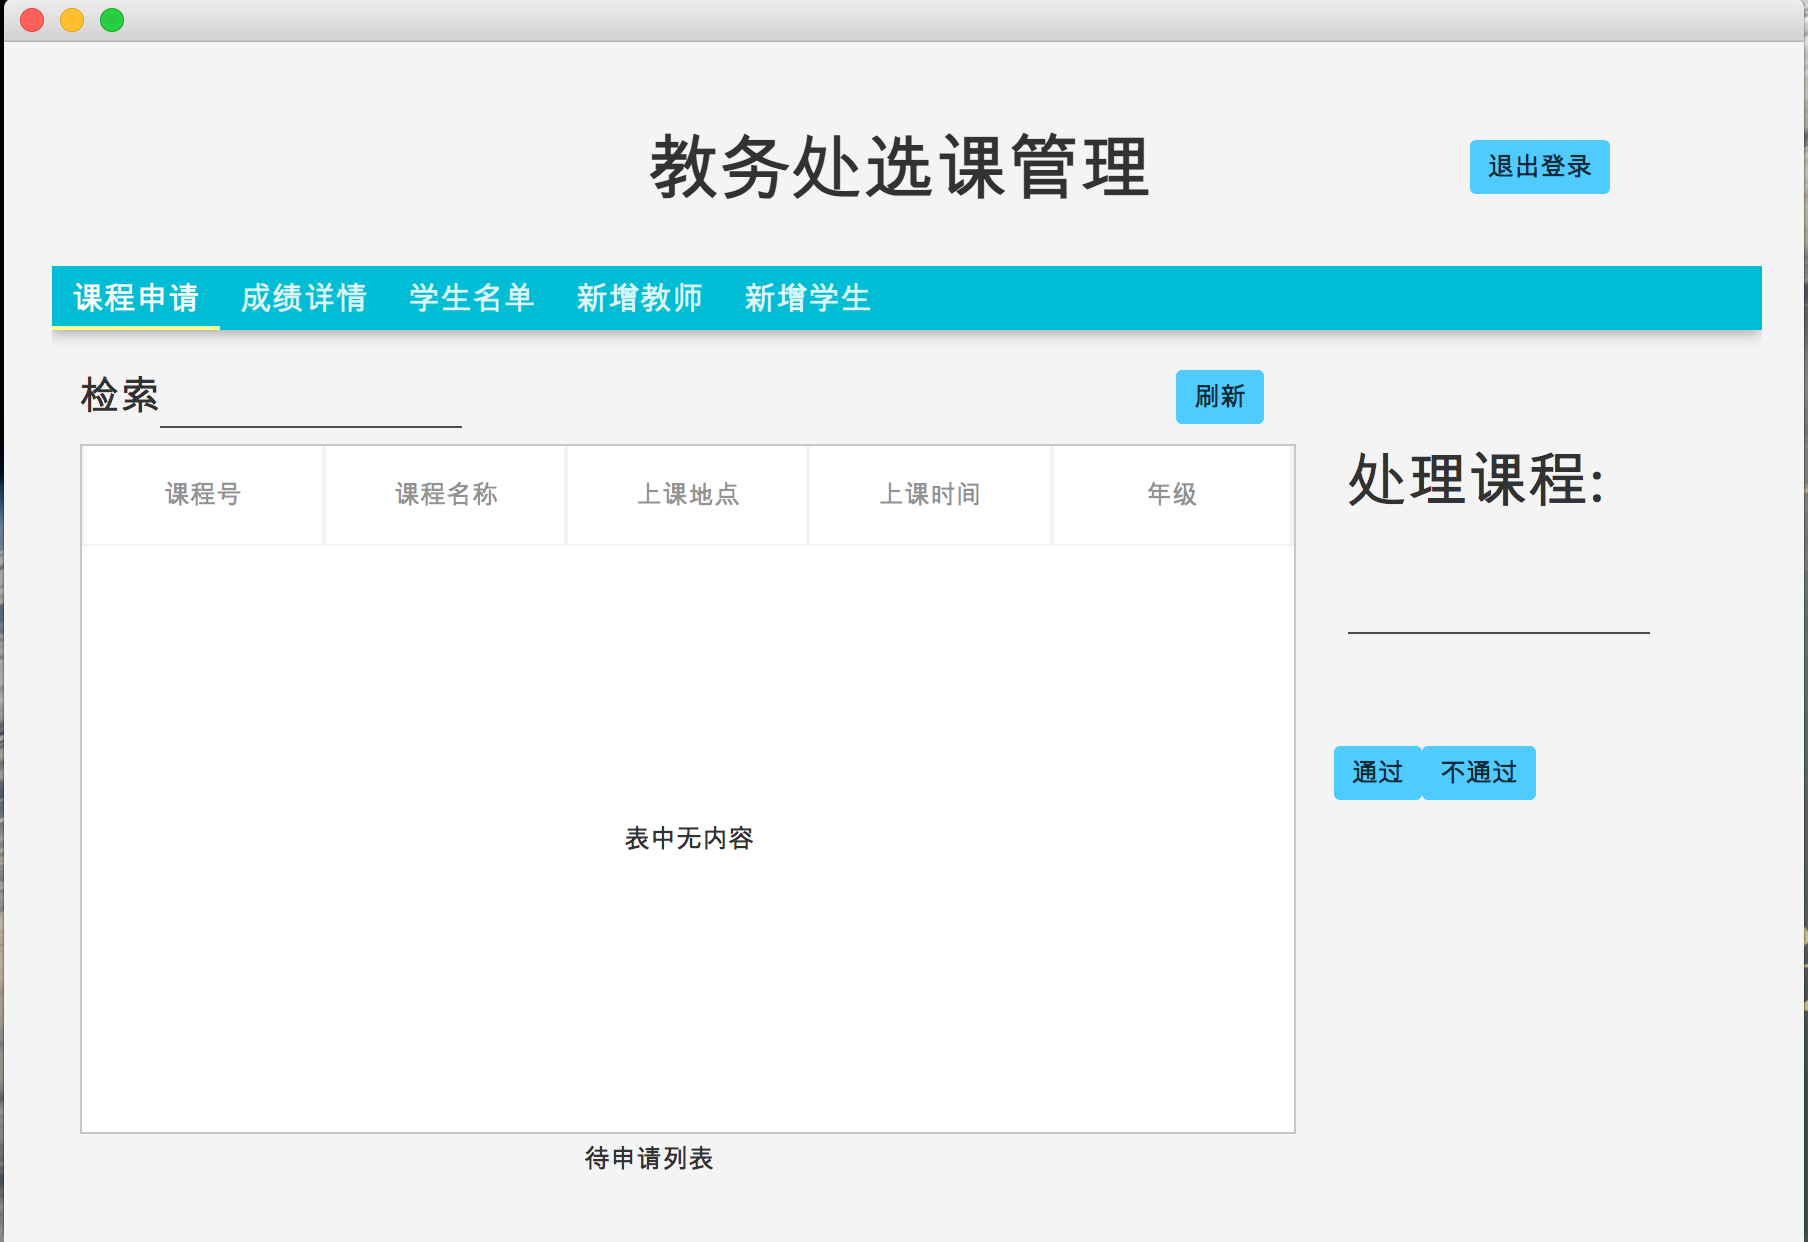 教务处选课管理
退出登录
课程申请 成绩详情 学生名单 新增教师 新增学生
检索
刷新
课程号 课程名称 上课地点 上课时间 年级
处理课程:
通过 不通过
表中无内容
待申请列表